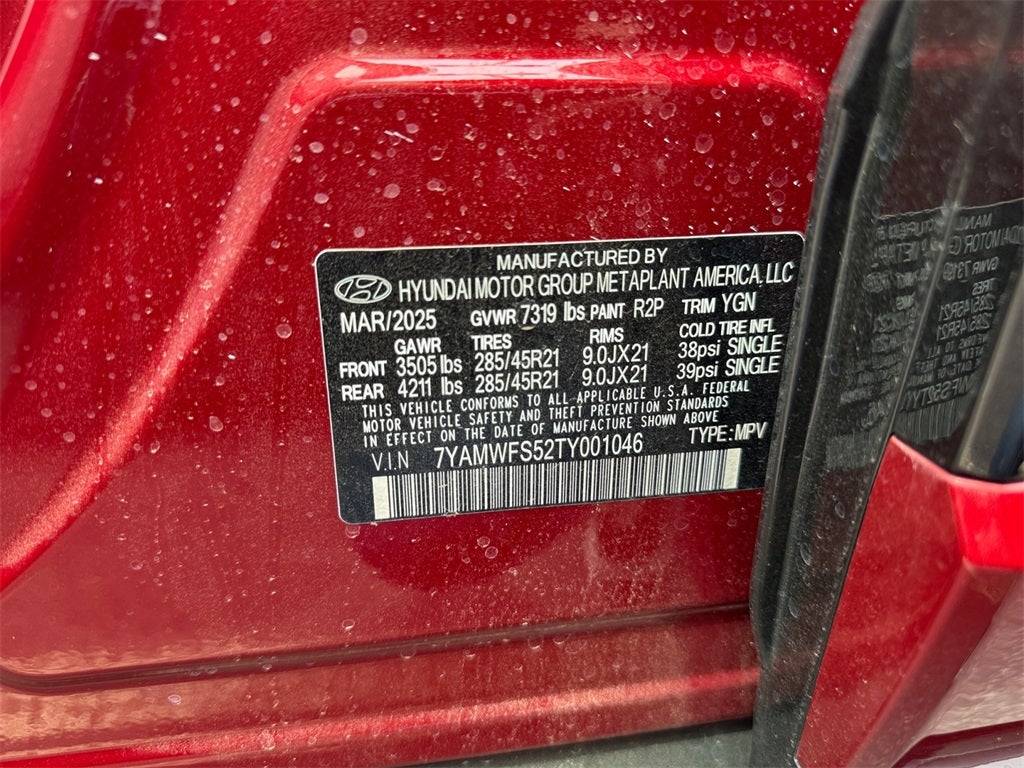 MANUFACTURED BY
HYUNDAI MOTOR GROUP METAPLANT AMERICA, LLC
MAR/2025 GVWR 7319 lbs PAINT R2P TRIM YGN
GAWR TIRES RIMS COLD TIRE INFL
FRONT 3505 lbs 285/45R21 9.0JX21 38psi SINGLE
REAR 4211 lbs 285/45R21 9.0JX21 39psi SINGLE
THIS VEHICLE CONFORMS TO ALL APPLICABLE U.S.A. FEDERAL
MOTOR VEHICLE SAFETY AND THEFT PREVENTION STANDARDS
IN EFFECT ON THE DATE OF MANUFACTURE SHOWN ABOVE
V.I.N 7YAMWFS52TY001046 TYPE: MPV